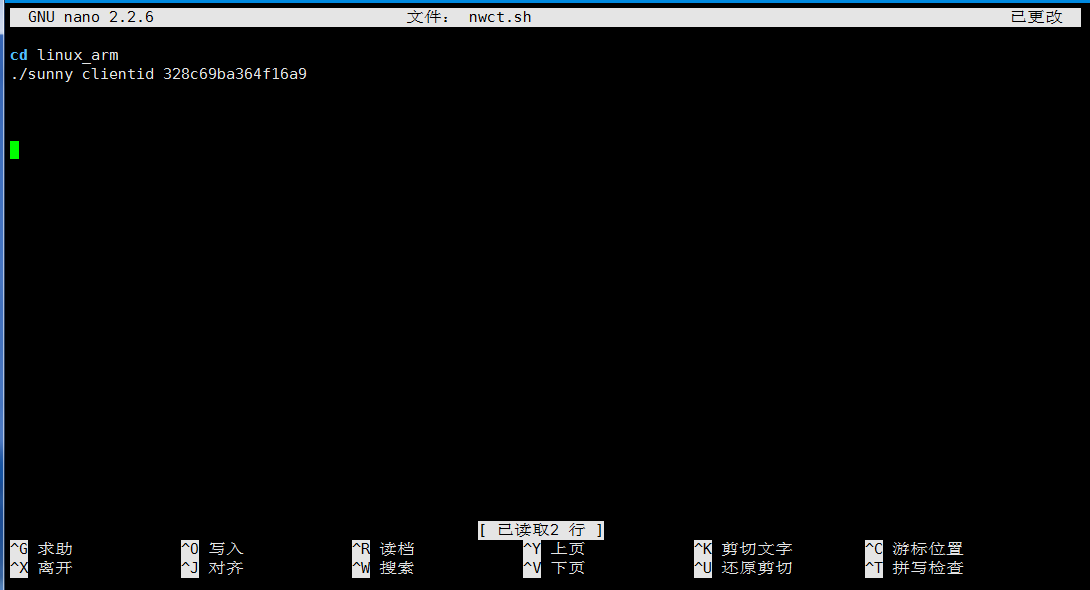 GNU nano 2.2.6 文件： nwct.sh 已更改
cd linux_arm
./sunny clientid 328c69ba364f16a9
[ 已读取2 行 ]
^G 求助 ^O 写入 ^R 读档 ^Y 上页 ^K 剪切文字 ^C 游标位置
^X 离开 ^J 对齐 ^W 搜索 ^V 下页 ^U 还原剪切 ^T 拼写检查